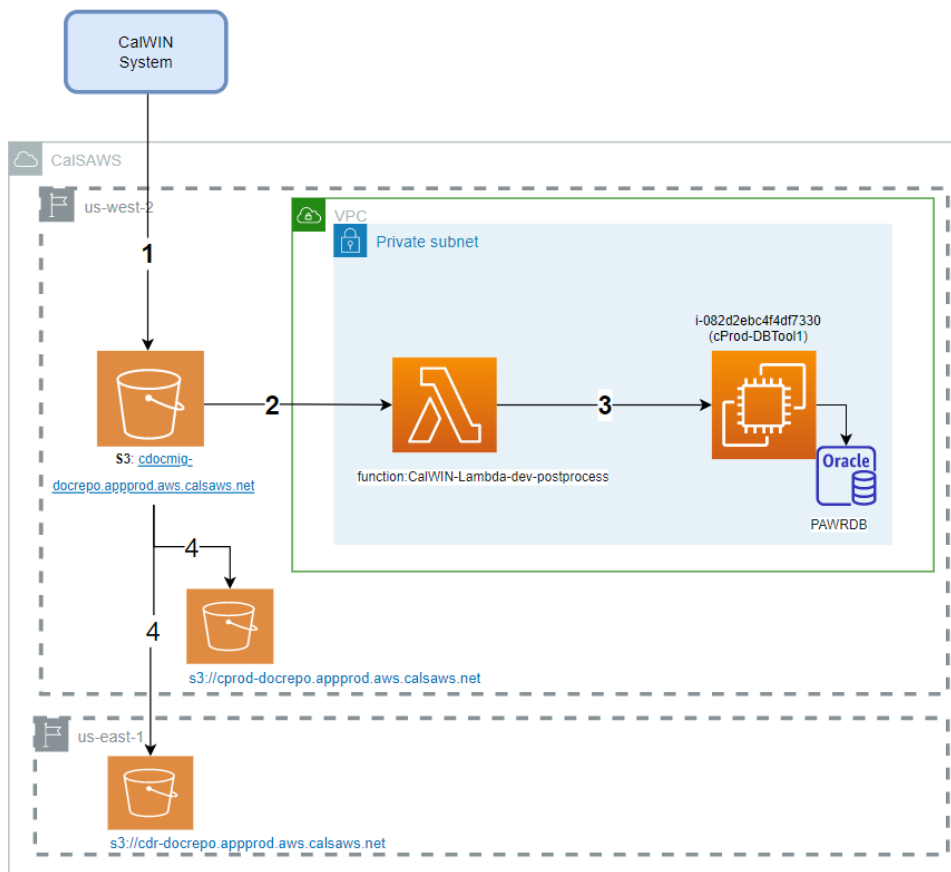 CalWIN
System
CalSAWS
us-west-2
VPC
Private subnet
1
i-082d2ebc4f4df7330
(cProd-DBTool1)
2
3
S3: cdocmig-
docrepo.appprod.aws.calsaws.net
function:CalWIN-Lambda-dev-postprocess
Oracle
PAWRDB
4
4
s3://cprod-docrepo.appprod.aws.calsaws.net
us-east-1
s3://cdr-docrepo.appprod.aws.calsaws.net